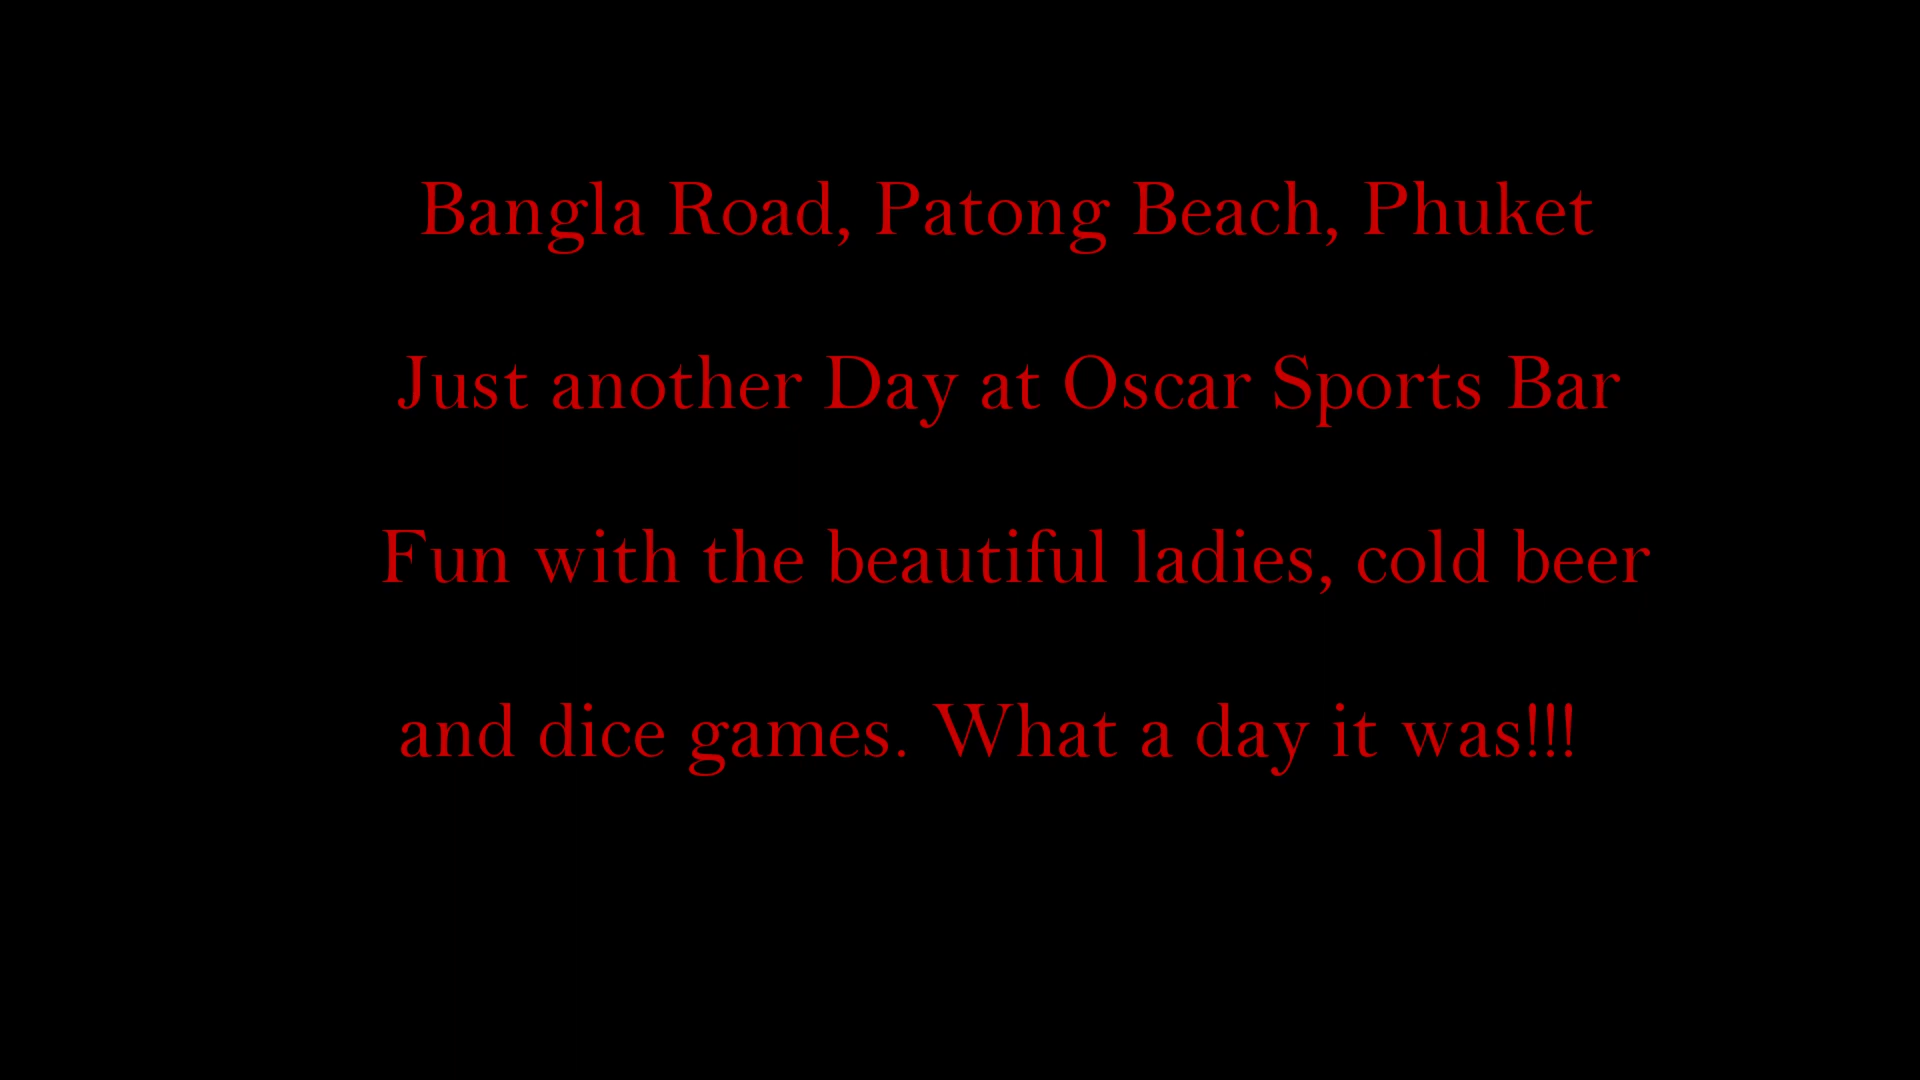 Bangla Road, Patong Beach, Phuket
Just another Day at Oscar Sports Bar
Fun with the beautiful ladies, cold beer
and dice games. What a day it was!!!